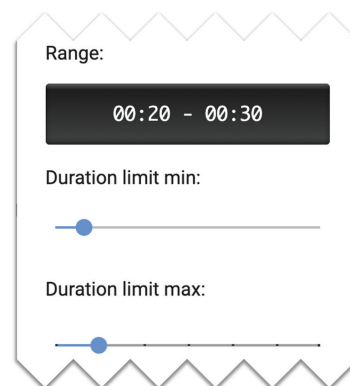 Range:
00:20 - 00:30
Duration limit min:
Duration limit max: